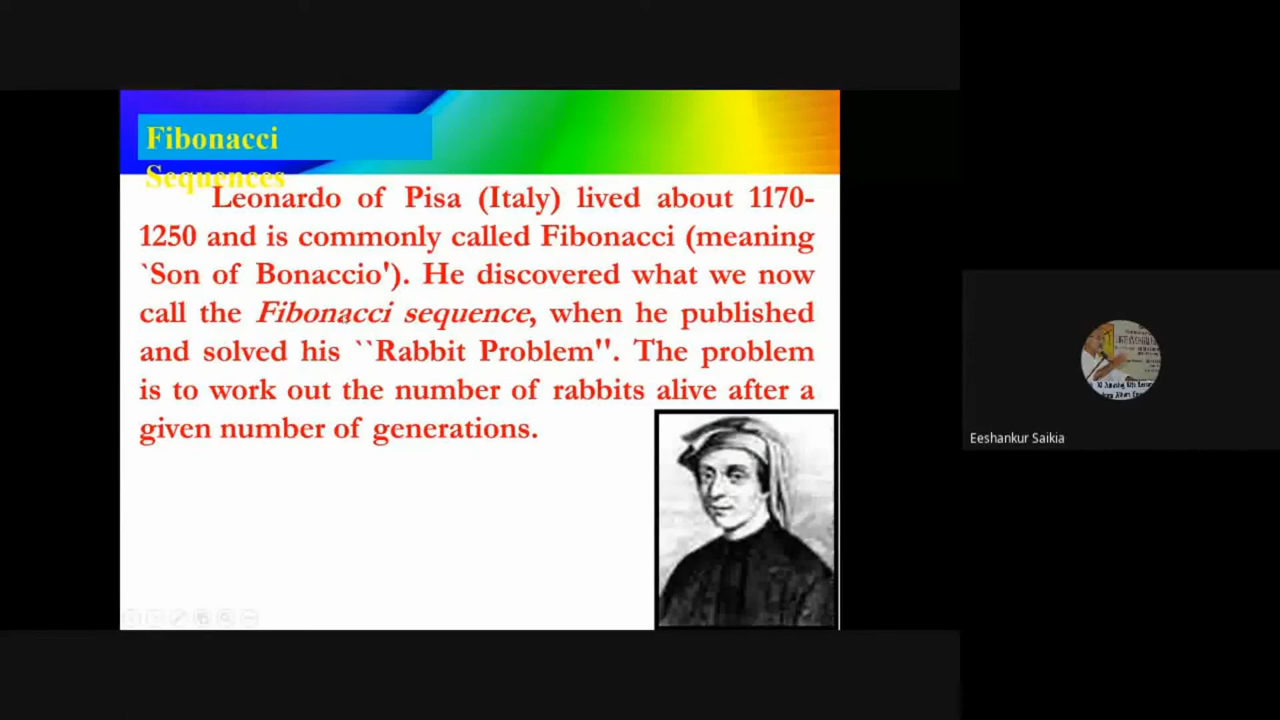 Fibonacci
Sequences
Leonardo of Pisa (Italy) lived about 1170-
1250 and is commonly called Fibonacci (meaning
`Son of Bonaccio'). He discovered what we now
call the Fibonacci sequence, when he published
and solved his ``Rabbit Problem''. The problem
is to work out the number of rabbits alive after a
given number of generations.
Eeshankur Saikia